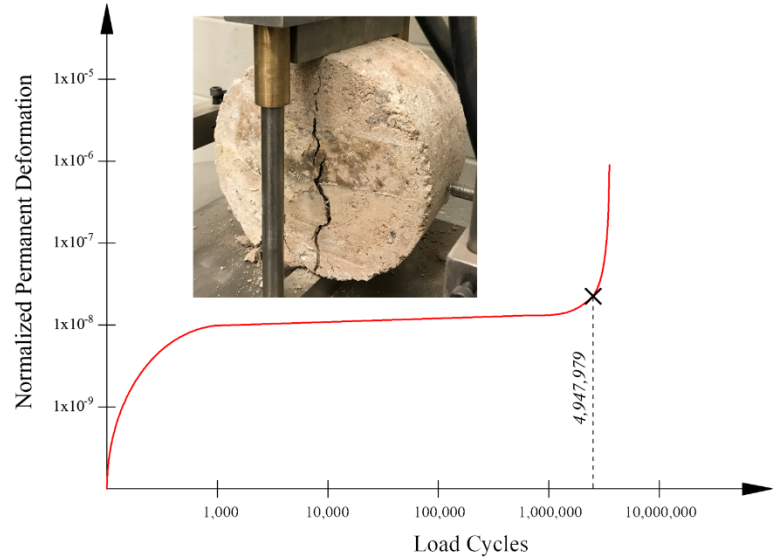 Normalized Permanent Deformation
1x10⁻⁵
1x10⁻⁶
1x10⁻⁷
1x10⁻⁸
1x10⁻⁹
4,947,979
1,000
10,000
100,000
1,000,000
10,000,000
Load Cycles